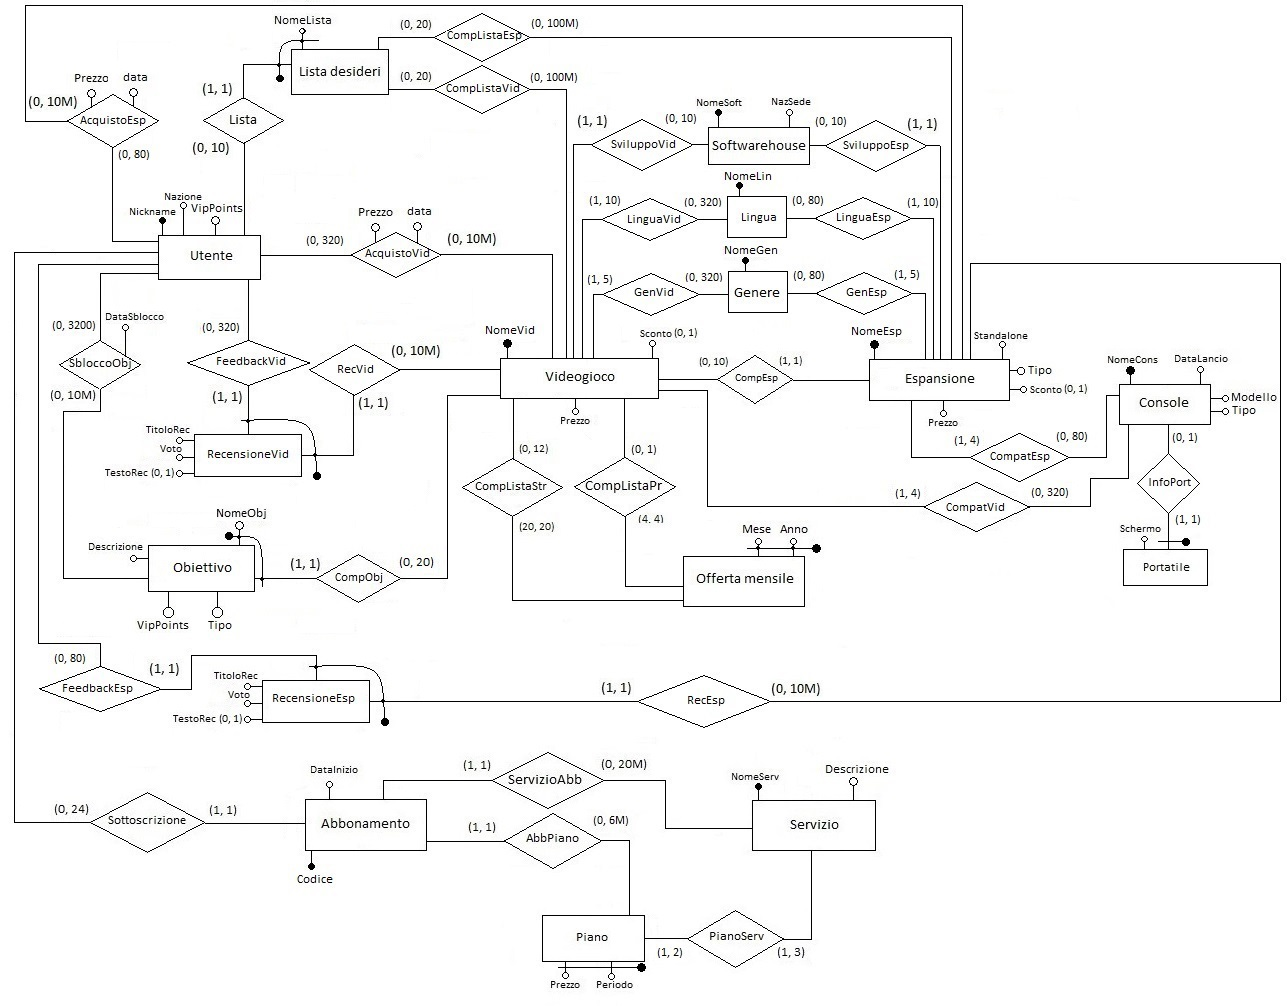 NomeLista
(0, 20)
CompListaEsp
(0, 100M)
Lista desideri
(0, 20)
CompListaVid
(0, 100M)
Prezzo
data
(0, 10M)
AcquistoEsp
(0, 80)
(1, 1)
Lista
(0, 10)
NomeSoft
NazSede
(1, 1)
SviluppoVid
(0, 10)
Softwarehouse
(0, 10)
SviluppoEsp
(1, 1)
NomeLin
(1, 10)
LinguaVid
(0, 320)
Lingua
(0, 80)
LinguaEsp
(1, 10)
Nickname
Nazione
VipPoints
Utente
(0, 320)
Prezzo
data
AcquistoVid
(0, 10M)
NomeGen
(1, 5)
GenVid
(0, 320)
Genere
(0, 80)
GenEsp
(1, 5)
(0, 3200)
DataSblocco
SbloccoObj
(0, 10M)
(0, 320)
FeedbackVid
(1, 1)
RecVid
(0, 10M)
(1, 1)
NomeVid
Sconto (0, 1)
Videogioco
Prezzo
(0, 10)
CompEsp
(1, 1)
NomeEsp
Standalone
Espansione
Tipo
Sconto (0, 1)
Prezzo
NomeCons
DataLancio
Console
Modello
Tipo
TitoloRec
Voto
TestoRec (0, 1)
RecensioneVid
(0, 12)
CompListaStr
(20, 20)
(0, 1)
CompListaPr
(4, 4)
(1, 4)
CompatEsp
(0, 80)
(1, 4)
CompatVid
(0, 320)
(0, 1)
InfoPort
(1, 1)
Schermo
Portatile
NomeObj
Descrizione
Obiettivo
VipPoints
Tipo
(1, 1)
CompObj
(0, 20)
Mese
Anno
Offerta mensile
(0, 80)
FeedbackEsp
(1, 1)
TitoloRec
Voto
TestoRec (0, 1)
RecensioneEsp
(1, 1)
RecEsp
(0, 10M)
DataInizio
(1, 1)
ServizioAbb
(0, 20M)
NomeServ
Descrizione
(0, 24)
Sottoscrizione
(1, 1)
Abbonamento
(1, 1)
AbbPiano
(0, 6M)
Servizio
Codice
Piano
(1, 2)
PianoServ
(1, 3)
Prezzo
Periodo